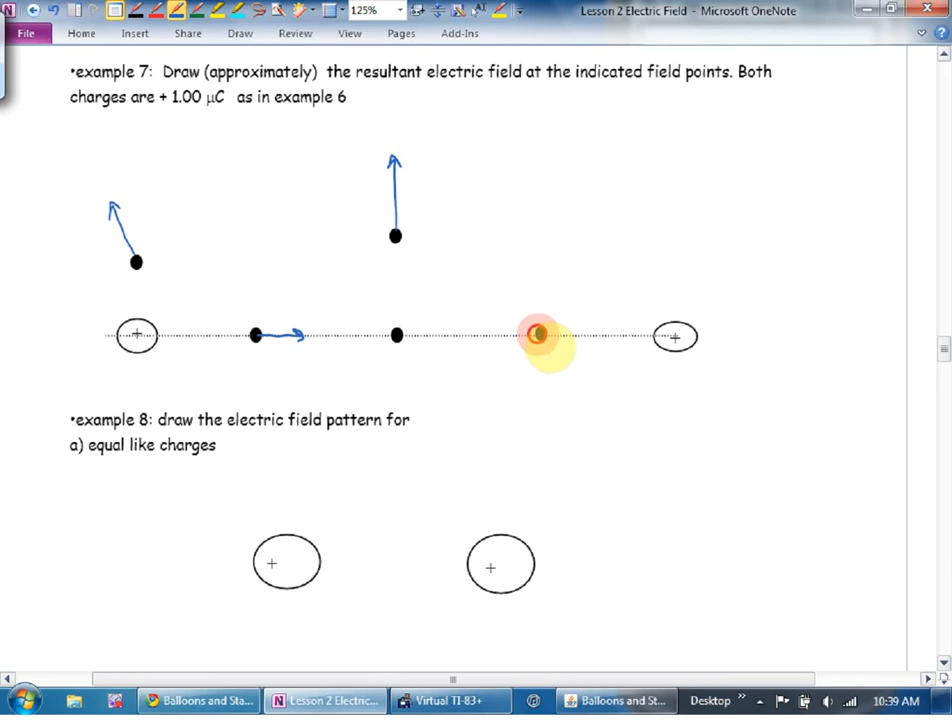 125%
Lesson 2 Electric Field - Microsoft OneNote
File Home Insert Share Draw Review View Pages Add-Ins
•example 7: Draw (approximately) the resultant electric field at the indicated field points. Both
charges are + 1.00 μC as in example 6
+ +
•example 8: draw the electric field pattern for
a) equal like charges
+ +
Balloons and Sta... Lesson 2 Electric... Virtual TI-83+ Balloons and St... Desktop » 10:39 AM